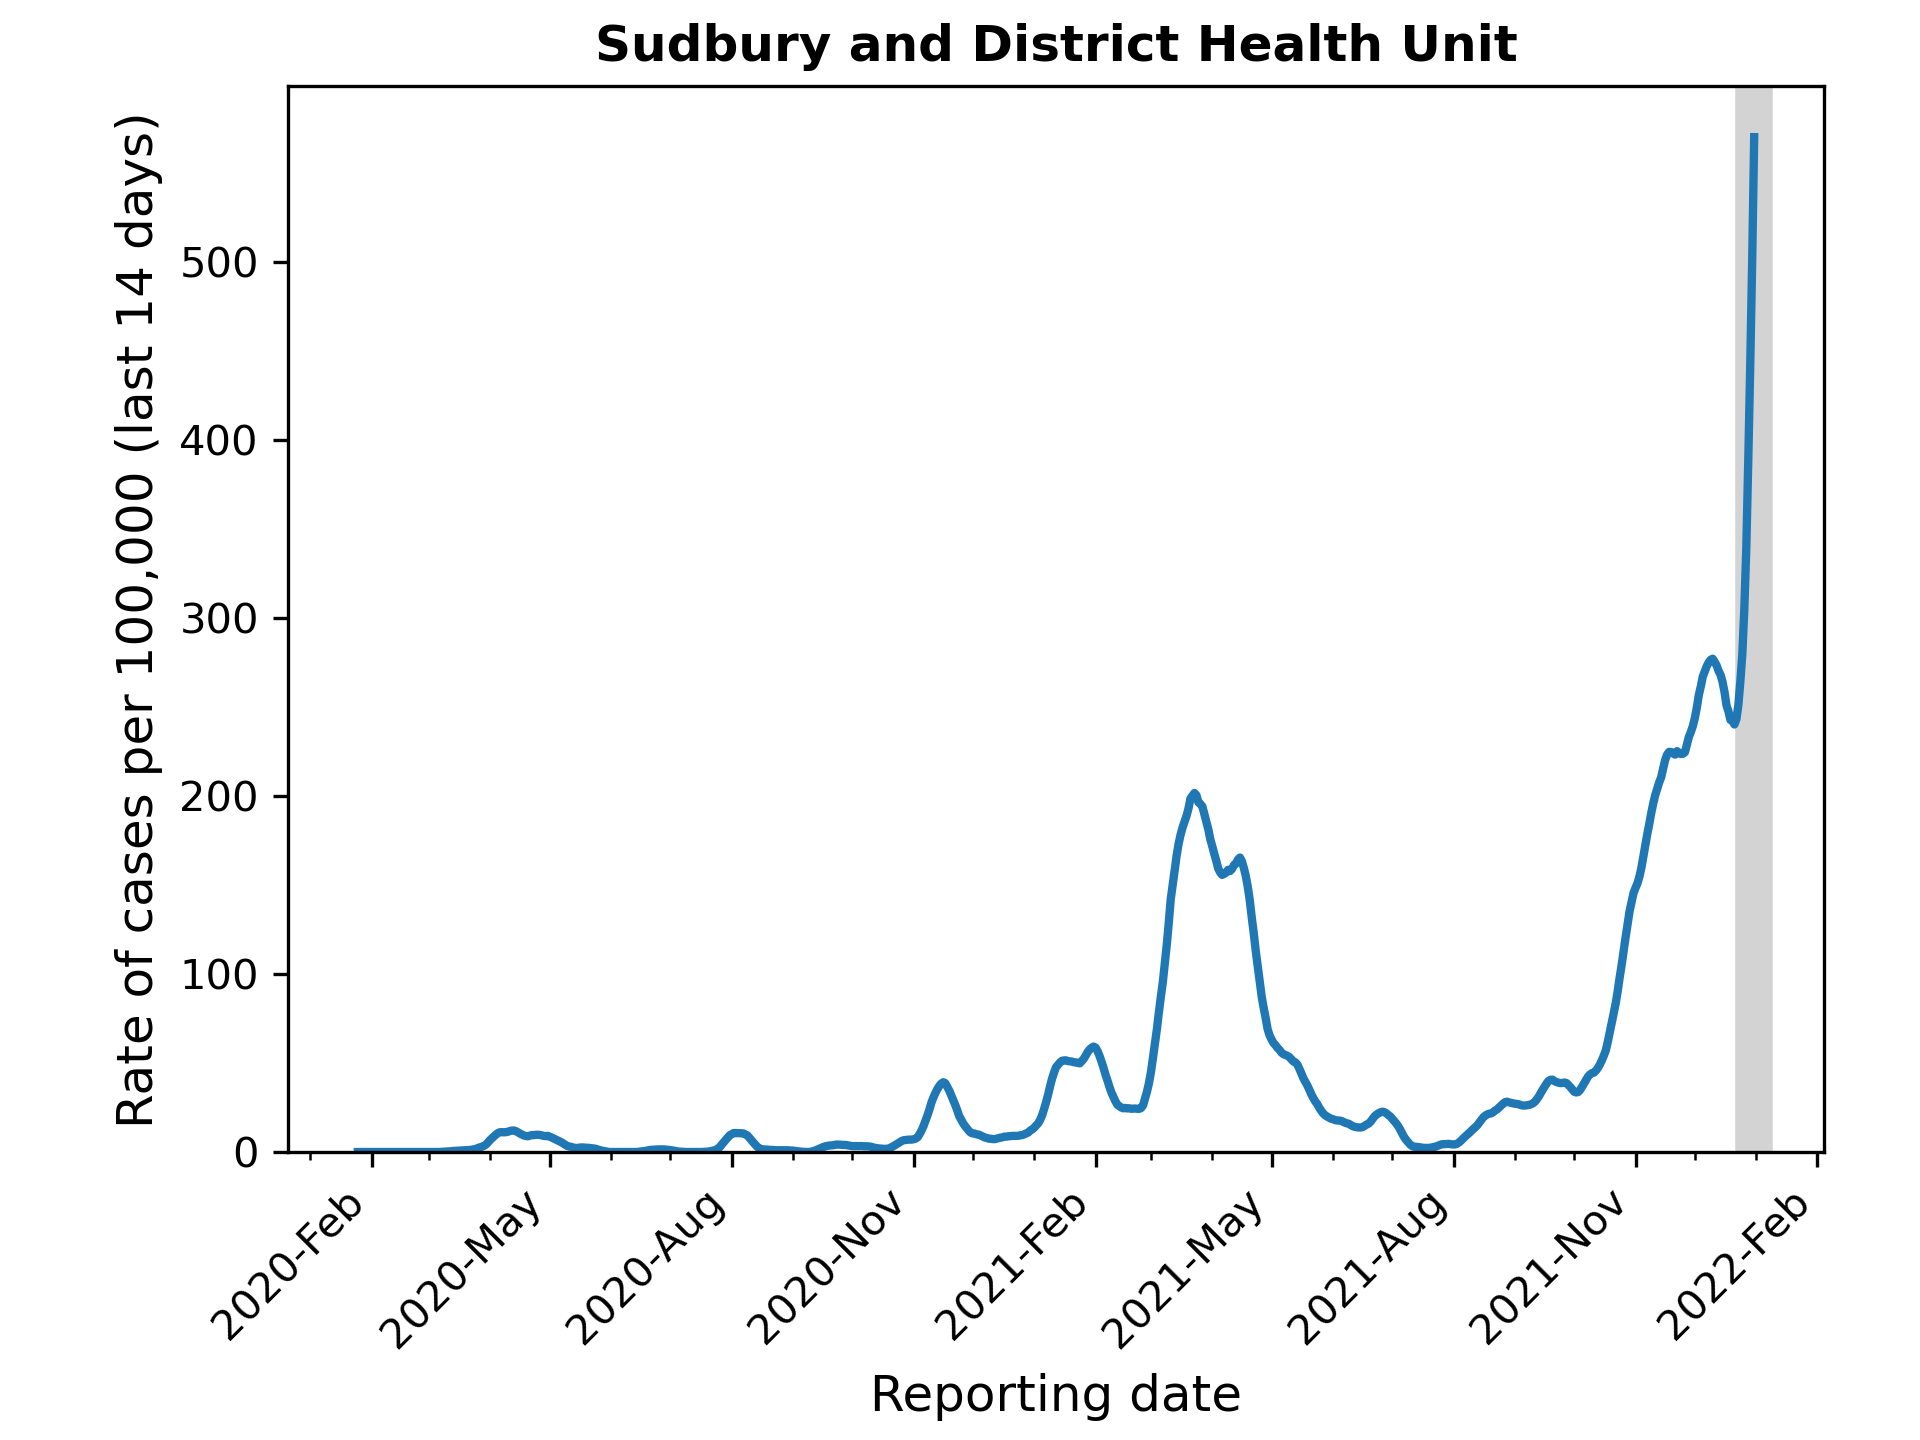 Sudbury and District Health Unit
Rate of cases per 100,000 (last 14 days)
500
400
300
200
100
0
2020-Feb
2020-May
2020-Aug
2020-Nov
2021-Feb
2021-May
2021-Aug
2021-Nov
2022-Feb
Reporting date